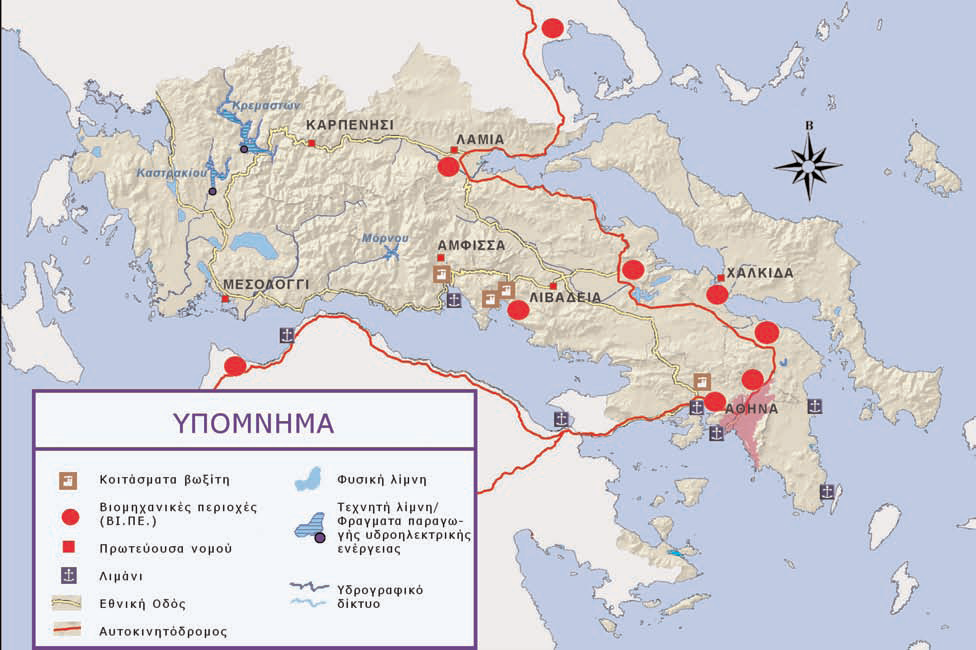 Κρεμαστών
ΚΑΡΠΕΝΗΣΙ
ΛΑΜΙΑ
Β
Καστρακίου
Μόρνου
ΑΜΦΙΣΣΑ
ΧΑΛΚΙΔΑ
ΜΕΣΟΛΟΓΓΙ
ΛΙΒΑΔΕΙΑ
ΑΘΗΝΑ
ΥΠΟΜΝΗΜΑ
Κοιτάσματα βωξίτη
Βιομηχανικές περιοχές
(ΒΙ.ΠΕ.)
Πρωτεύουσα νομού
Λιμάνι
Εθνική Οδός
Αυτοκινητόδρομος
Φυσική λίμνη
Τεχνητή λίμνη/
Φραγματα παραγω-
γής υδροηλεκτρικής
ενέργειας
Υδρογραφικό
δίκτυο